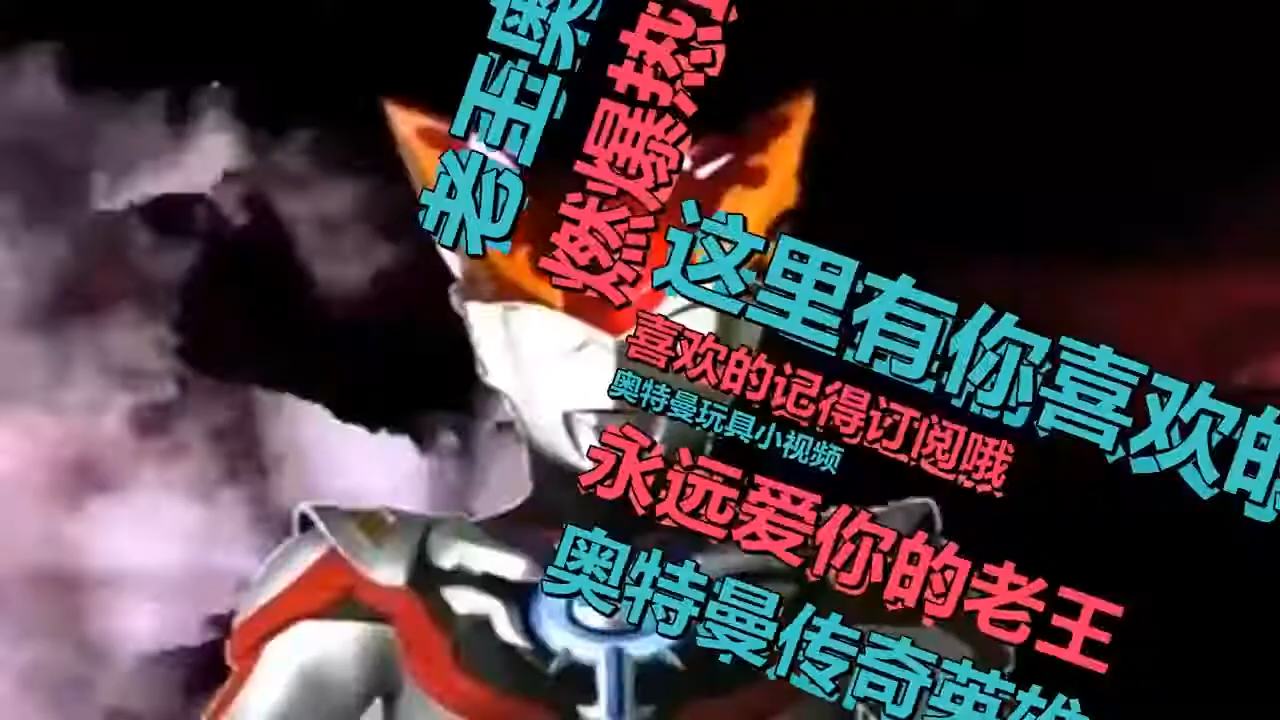 老王奥
燃爆热
这里有你喜欢的
喜欢的记得订阅哦
奥特曼玩具小视频
永远爱你的老王
奥特曼传奇英雄